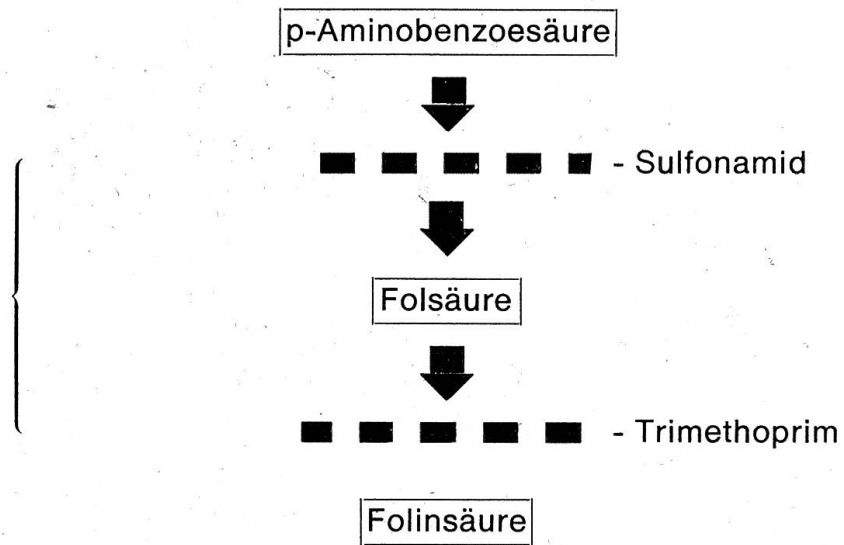 p-Aminobenzoesäure
- Sulfonamid
Folsäure
- Trimethoprim
Folinsäure